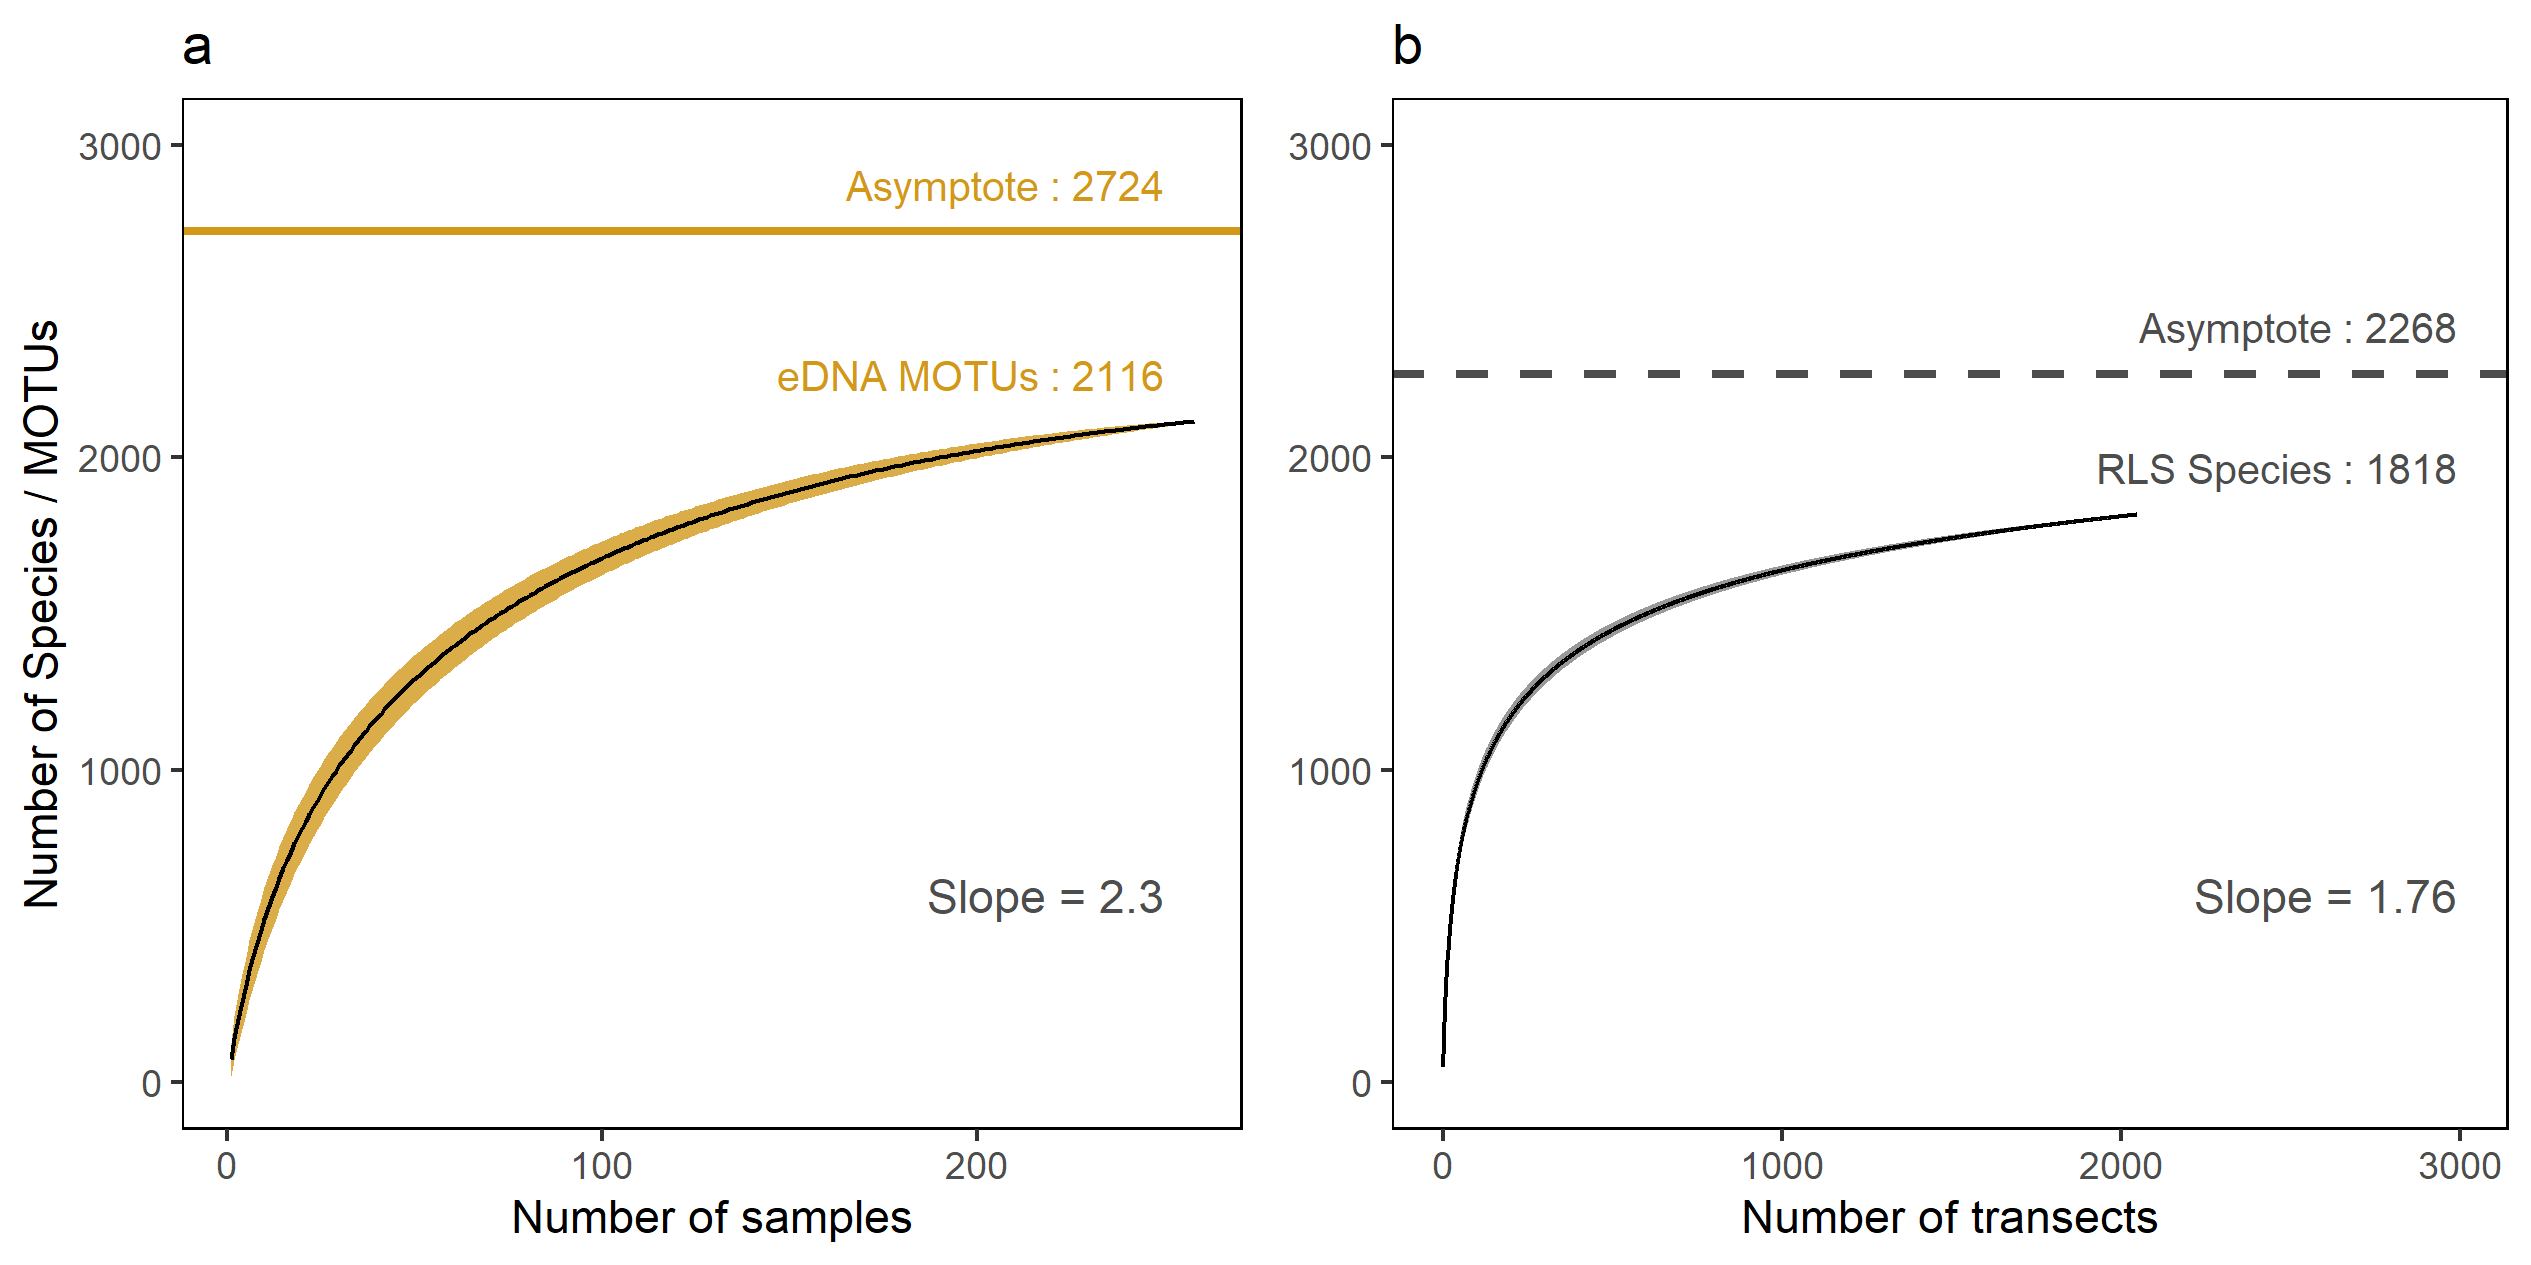 a
3000
2000
1000
0
Number of Species / MOTUs
Asymptote : 2724
eDNA MOTUs : 2116
Slope = 2.3
0 100 200
Number of samples
b
3000
2000
1000
0
Asymptote : 2268
RLS Species : 1818
Slope = 1.76
0 1000 2000 3000
Number of transects